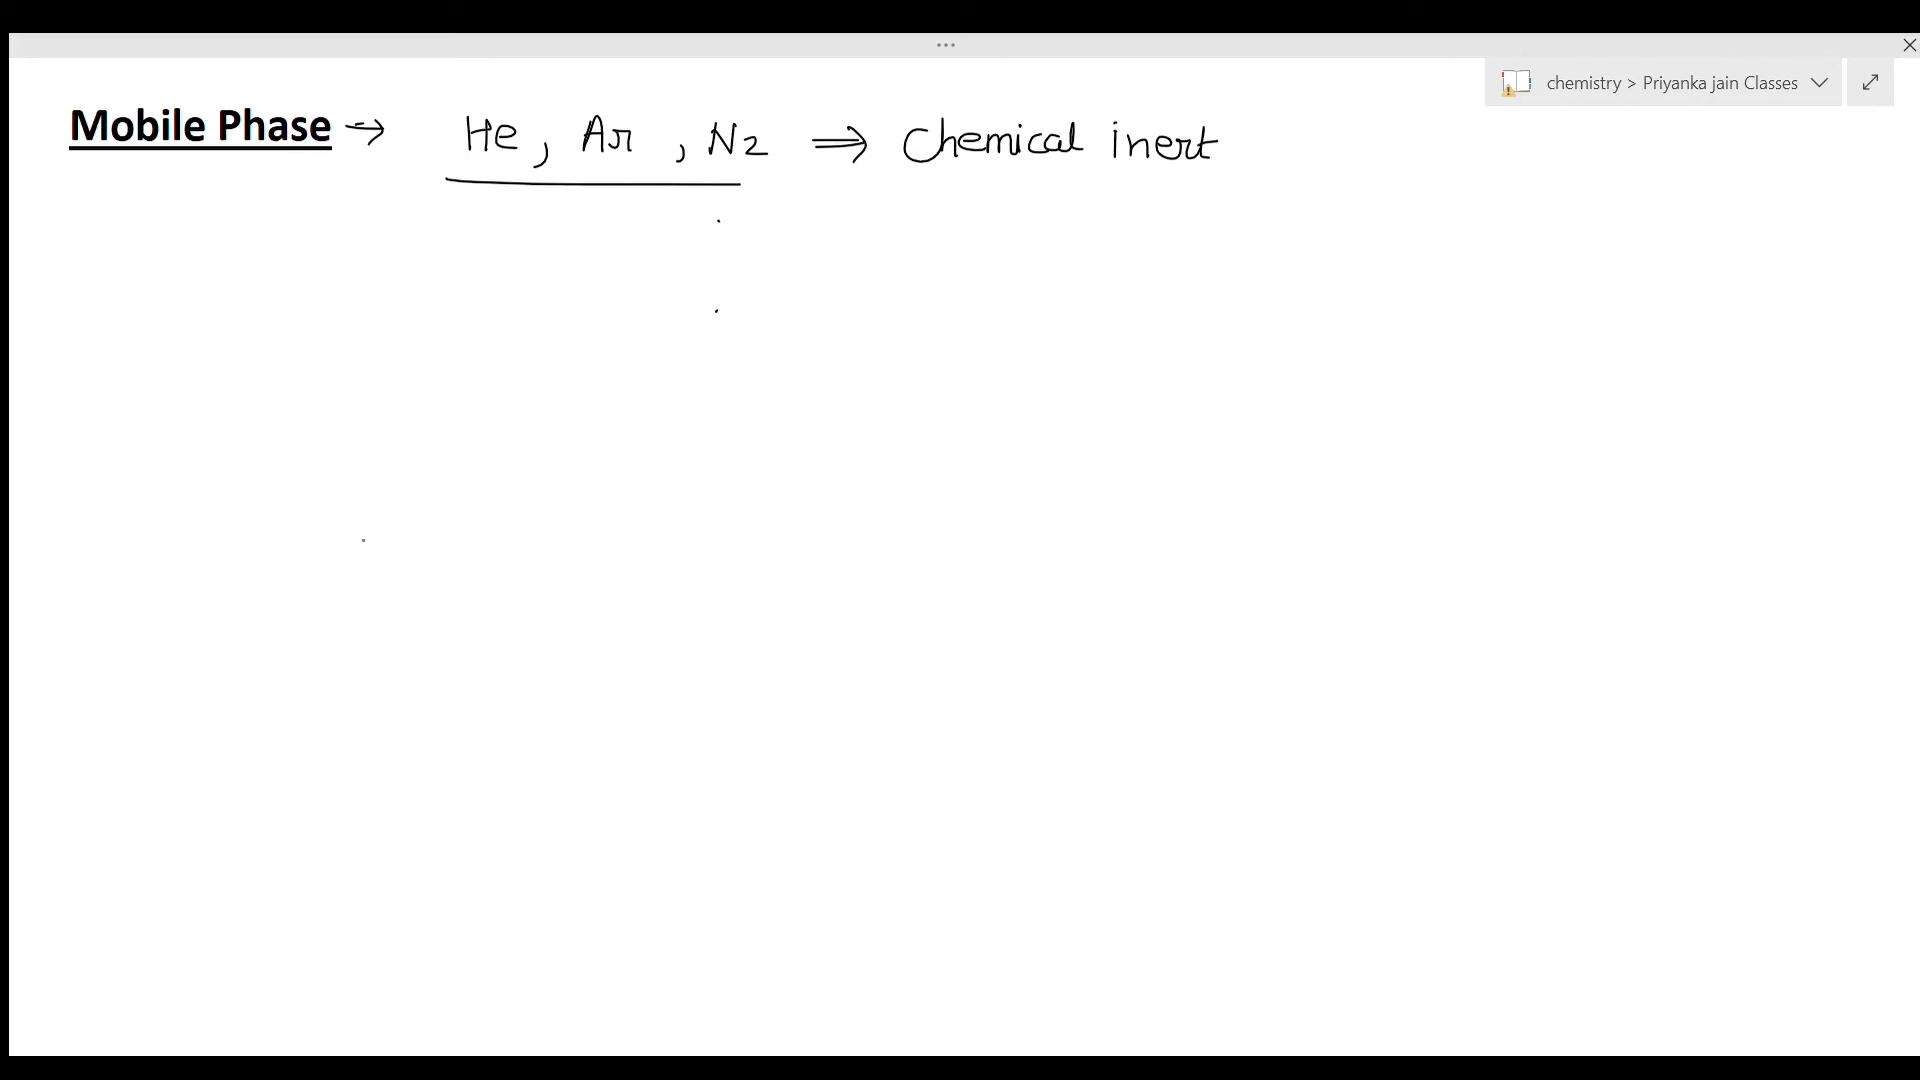 chemistry > Priyanka jain Classes
Mobile Phase → He, Ar, N2 ⇒ Chemical inert